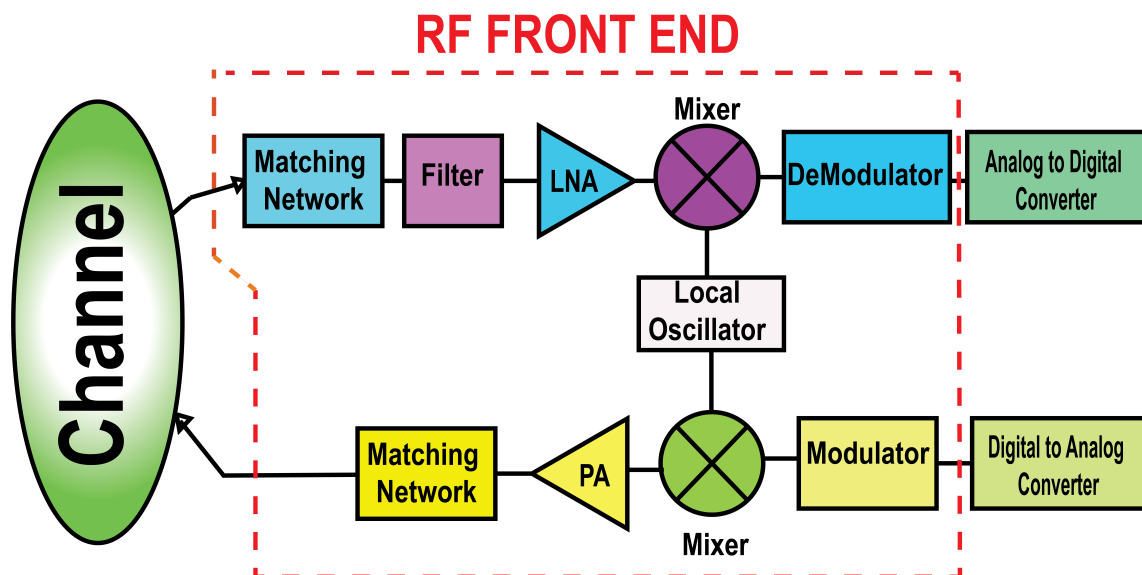 RF FRONT END
Channel
Matching
Network
Filter
LNA
Mixer
DeModulator
Analog to Digital
Converter
Local
Oscillator
Matching
Network
PA
Mixer
Modulator
Digital to Analog
Converter